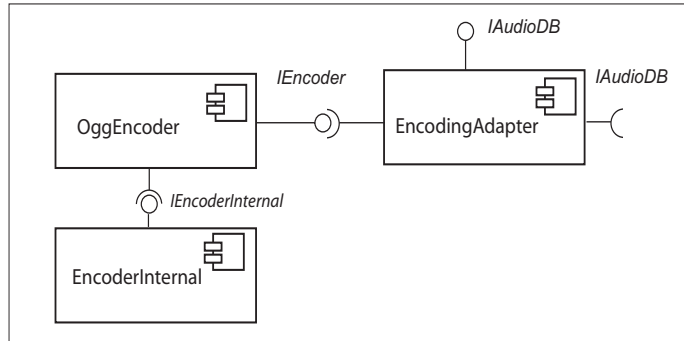 IAudioDB
IEncoder
IAudioDB
OggEncoder
EncodingAdapter
IEncoderInternal
EncoderInternal